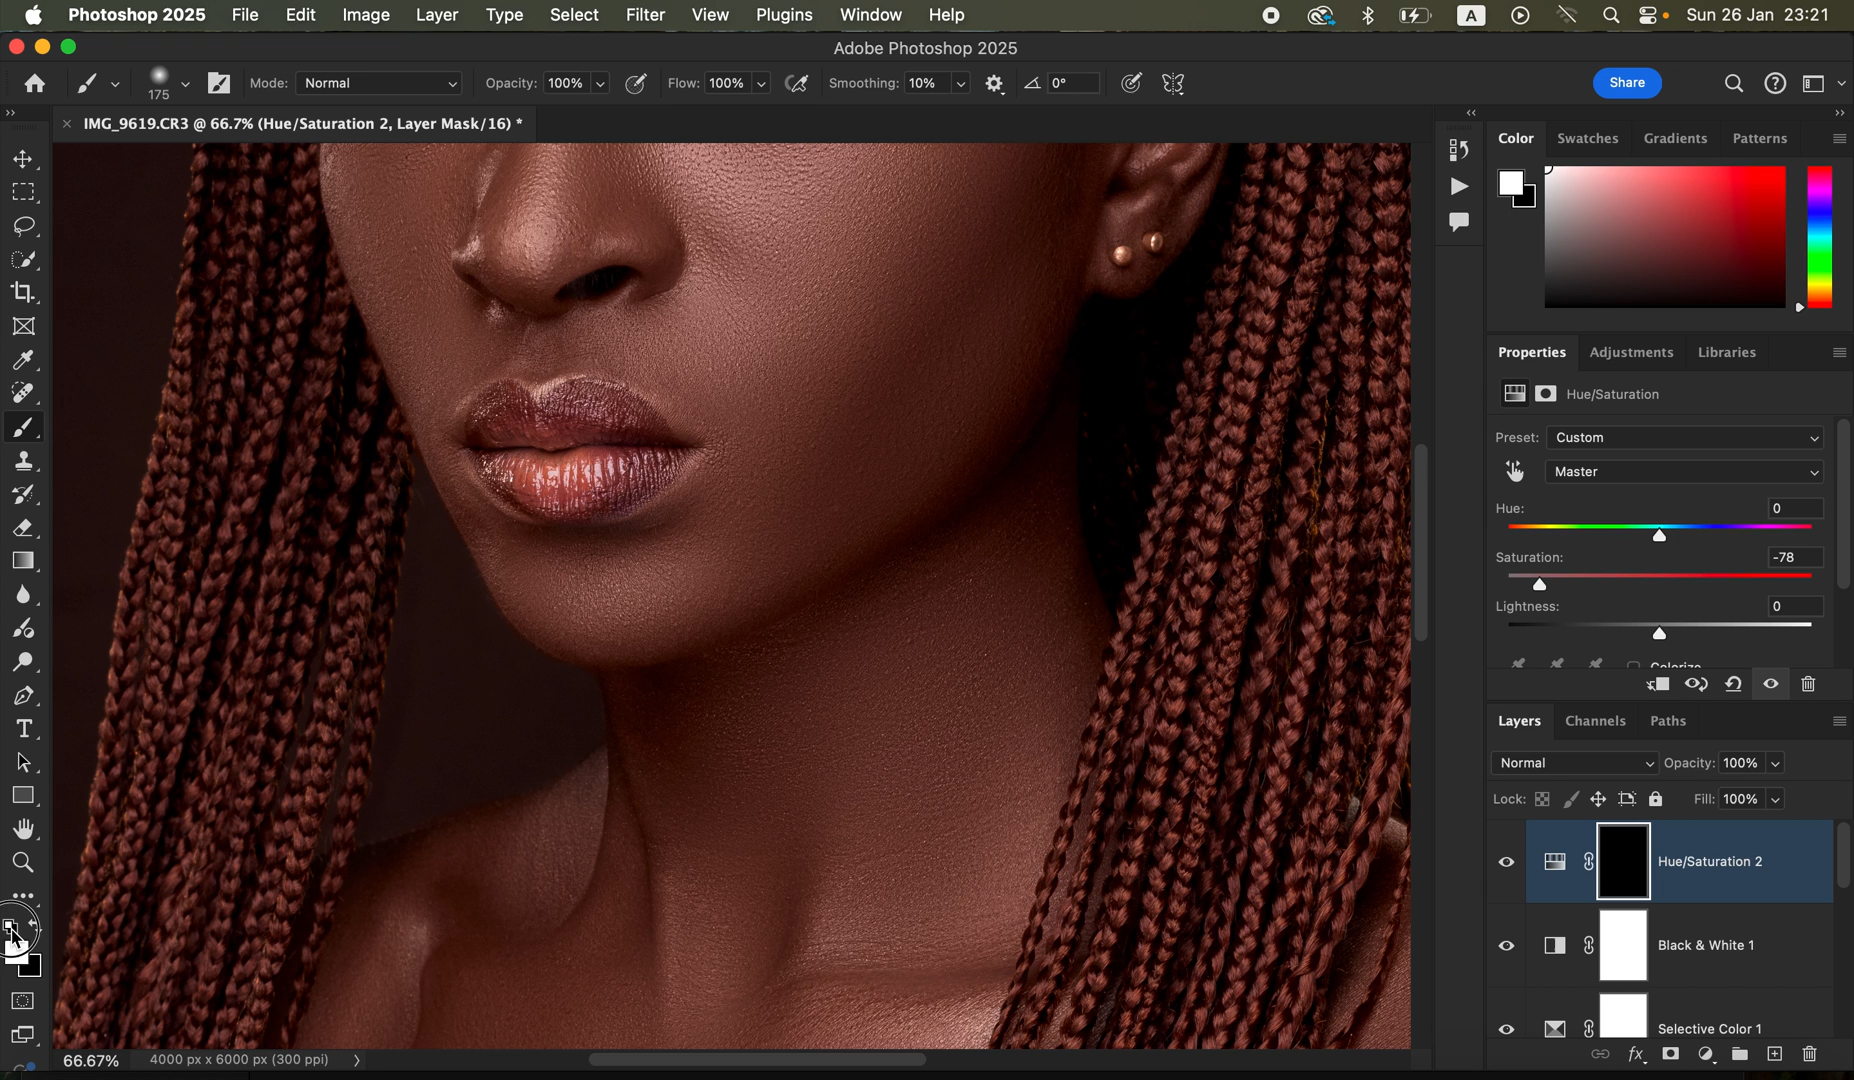 Photoshop 2025 File Edit Image Layer Type Select Filter View Plugins Window Help A Sun 26 Jan 23:21
Adobe Photoshop 2025
175 Mode: Normal Opacity: 100% Flow: 100% Smoothing: 10% 0° Share
IMG_9619.CR3 @ 66.7% (Hue/Saturation 2, Layer Mask/16) *
Color Swatches Gradients Patterns
Properties Adjustments Libraries
Hue/Saturation
Preset: Custom
Master
Hue: 0
Saturation: -78
Lightness: 0
Colorize
Layers Channels Paths
Normal Opacity: 100%
Lock: Fill: 100%
Hue/Saturation 2
Black & White 1
Selective Color 1
fx
66.67% 4000 px x 6000 px (300 ppi)